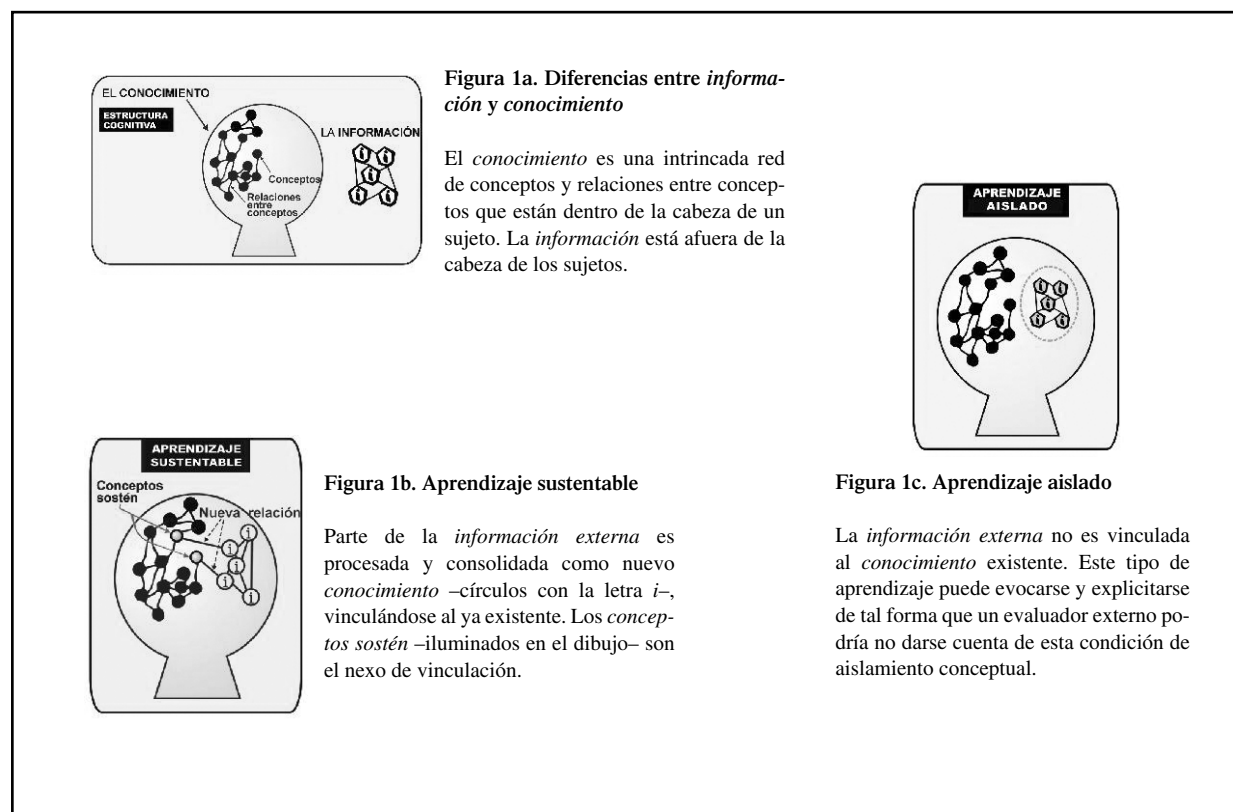 EL CONOCIMIENTO
ESTRUCTURA
COGNITIVA
LA INFORMACIÓN
Conceptos
Relaciones
entre
conceptos
i i
i
i i
Figura 1a. Diferencias entre informa-
ción y conocimiento
El conocimiento es una intrincada red
de conceptos y relaciones entre concep-
tos que están dentro de la cabeza de un
sujeto. La información está afuera de la
cabeza de los sujetos.
APRENDIZAJE
SUSTENTABLE
Conceptos
sostén
Nueva relación
i
i
i
i
i
Figura 1b. Aprendizaje sustentable
Parte de la información externa es
procesada y consolidada como nuevo
conocimiento –círculos con la letra i–,
vinculándose al ya existente. Los concep-
tos sostén –iluminados en el dibujo– son
el nexo de vinculación.
APRENDIZAJE
AISLADO
i i
i
i i
Figura 1c. Aprendizaje aislado
La información externa no es vinculada
al conocimiento existente. Este tipo de
aprendizaje puede evocarse y explicitarse
de tal forma que un evaluador externo po-
dría no darse cuenta de esta condición de
aislamiento conceptual.